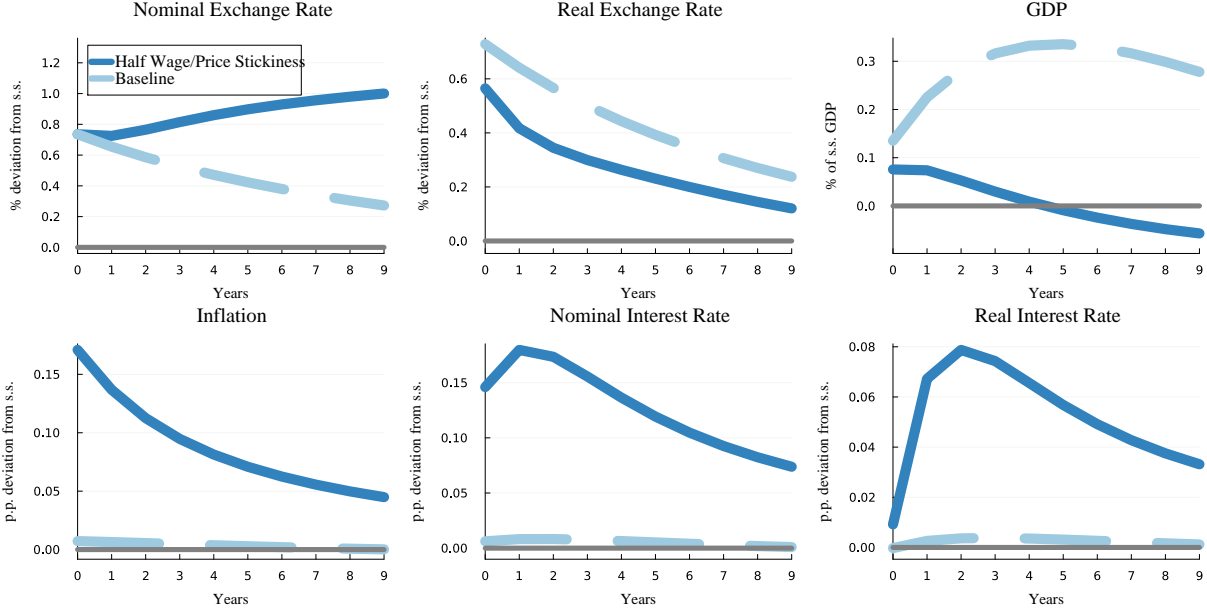 Nominal Exchange Rate
Real Exchange Rate
GDP
% deviation from s.s.
1.2
1.0
0.8
0.6
0.4
0.2
0.0
Half Wage/Price Stickiness
Baseline
0 1 2 3 4 5 6 7 8 9
Years
% deviation from s.s.
0.6
0.4
0.2
0.0
0 1 2 3 4 5 6 7 8 9
Years
% of s.s. GDP
0.3
0.2
0.1
0.0
0 1 2 3 4 5 6 7 8 9
Years
Inflation
Nominal Interest Rate
Real Interest Rate
p.p. deviation from s.s.
0.15
0.10
0.05
0.00
0 1 2 3 4 5 6 7 8 9
Years
p.p. deviation from s.s.
0.15
0.10
0.05
0.00
0 1 2 3 4 5 6 7 8 9
Years
p.p. deviation from s.s.
0.08
0.06
0.04
0.02
0.00
0 1 2 3 4 5 6 7 8 9
Years